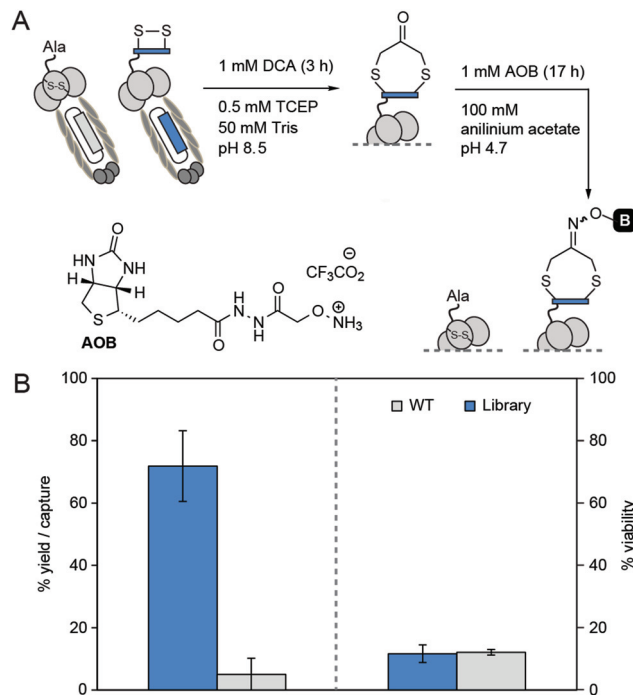 A
Ala
S-S
S S
1 mM DCA (3 h)
0.5 mM TCEP
50 mM Tris
pH 8.5
O
S S
1 mM AOB (17 h)
100 mM
anilinium acetate
pH 4.7
N O B
S S
Ala
S-S
O
HN NH
H H
S
O
H
N
N
H
O
O
NH3
⊕
⊖
CF3CO2
AOB
B
WT
Library
% yield / capture
100
80
60
40
20
0
% viability
100
80
60
40
20
0